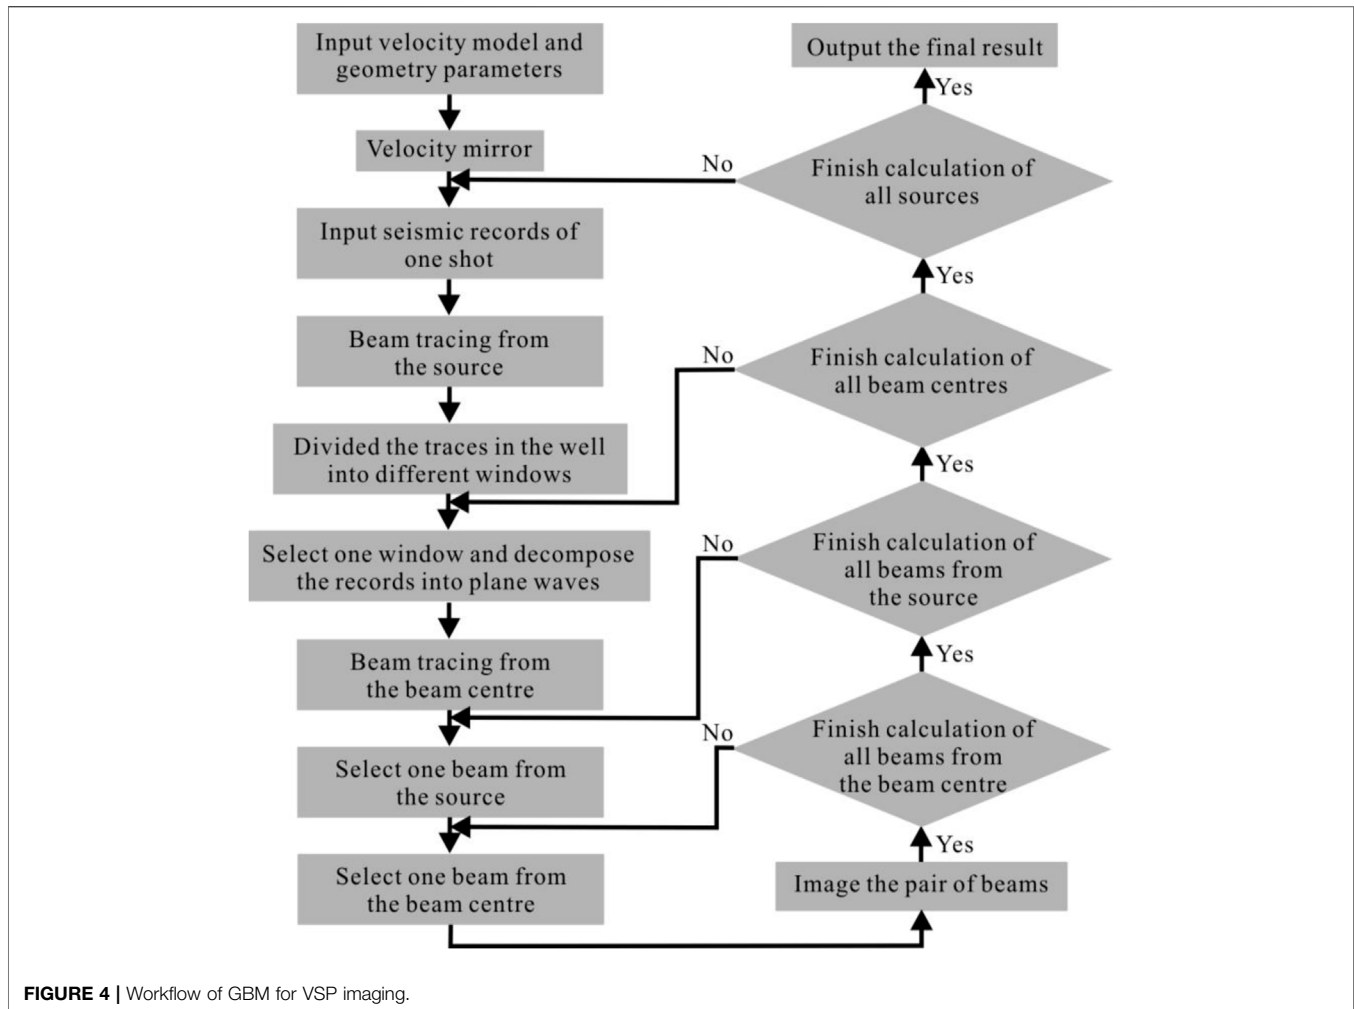 Input velocity model and
geometry parameters
Velocity mirror
Input seismic records of
one shot
Beam tracing from
the source
Divided the traces in the well
into different windows
Select one window and decompose
the records into plane waves
Beam tracing from
the beam centre
Select one beam from
the source
Select one beam from
the beam centre
Image the pair of beams
Yes
Finish calculation of
all beams from
the beam centre
No
Yes
Finish calculation of
all beams from
the source
No
Yes
Finish calculation of
all beam centres
No
Yes
Finish calculation of
all sources
No
Yes
Output the final result
FIGURE 4 | Workflow of GBM for VSP imaging.